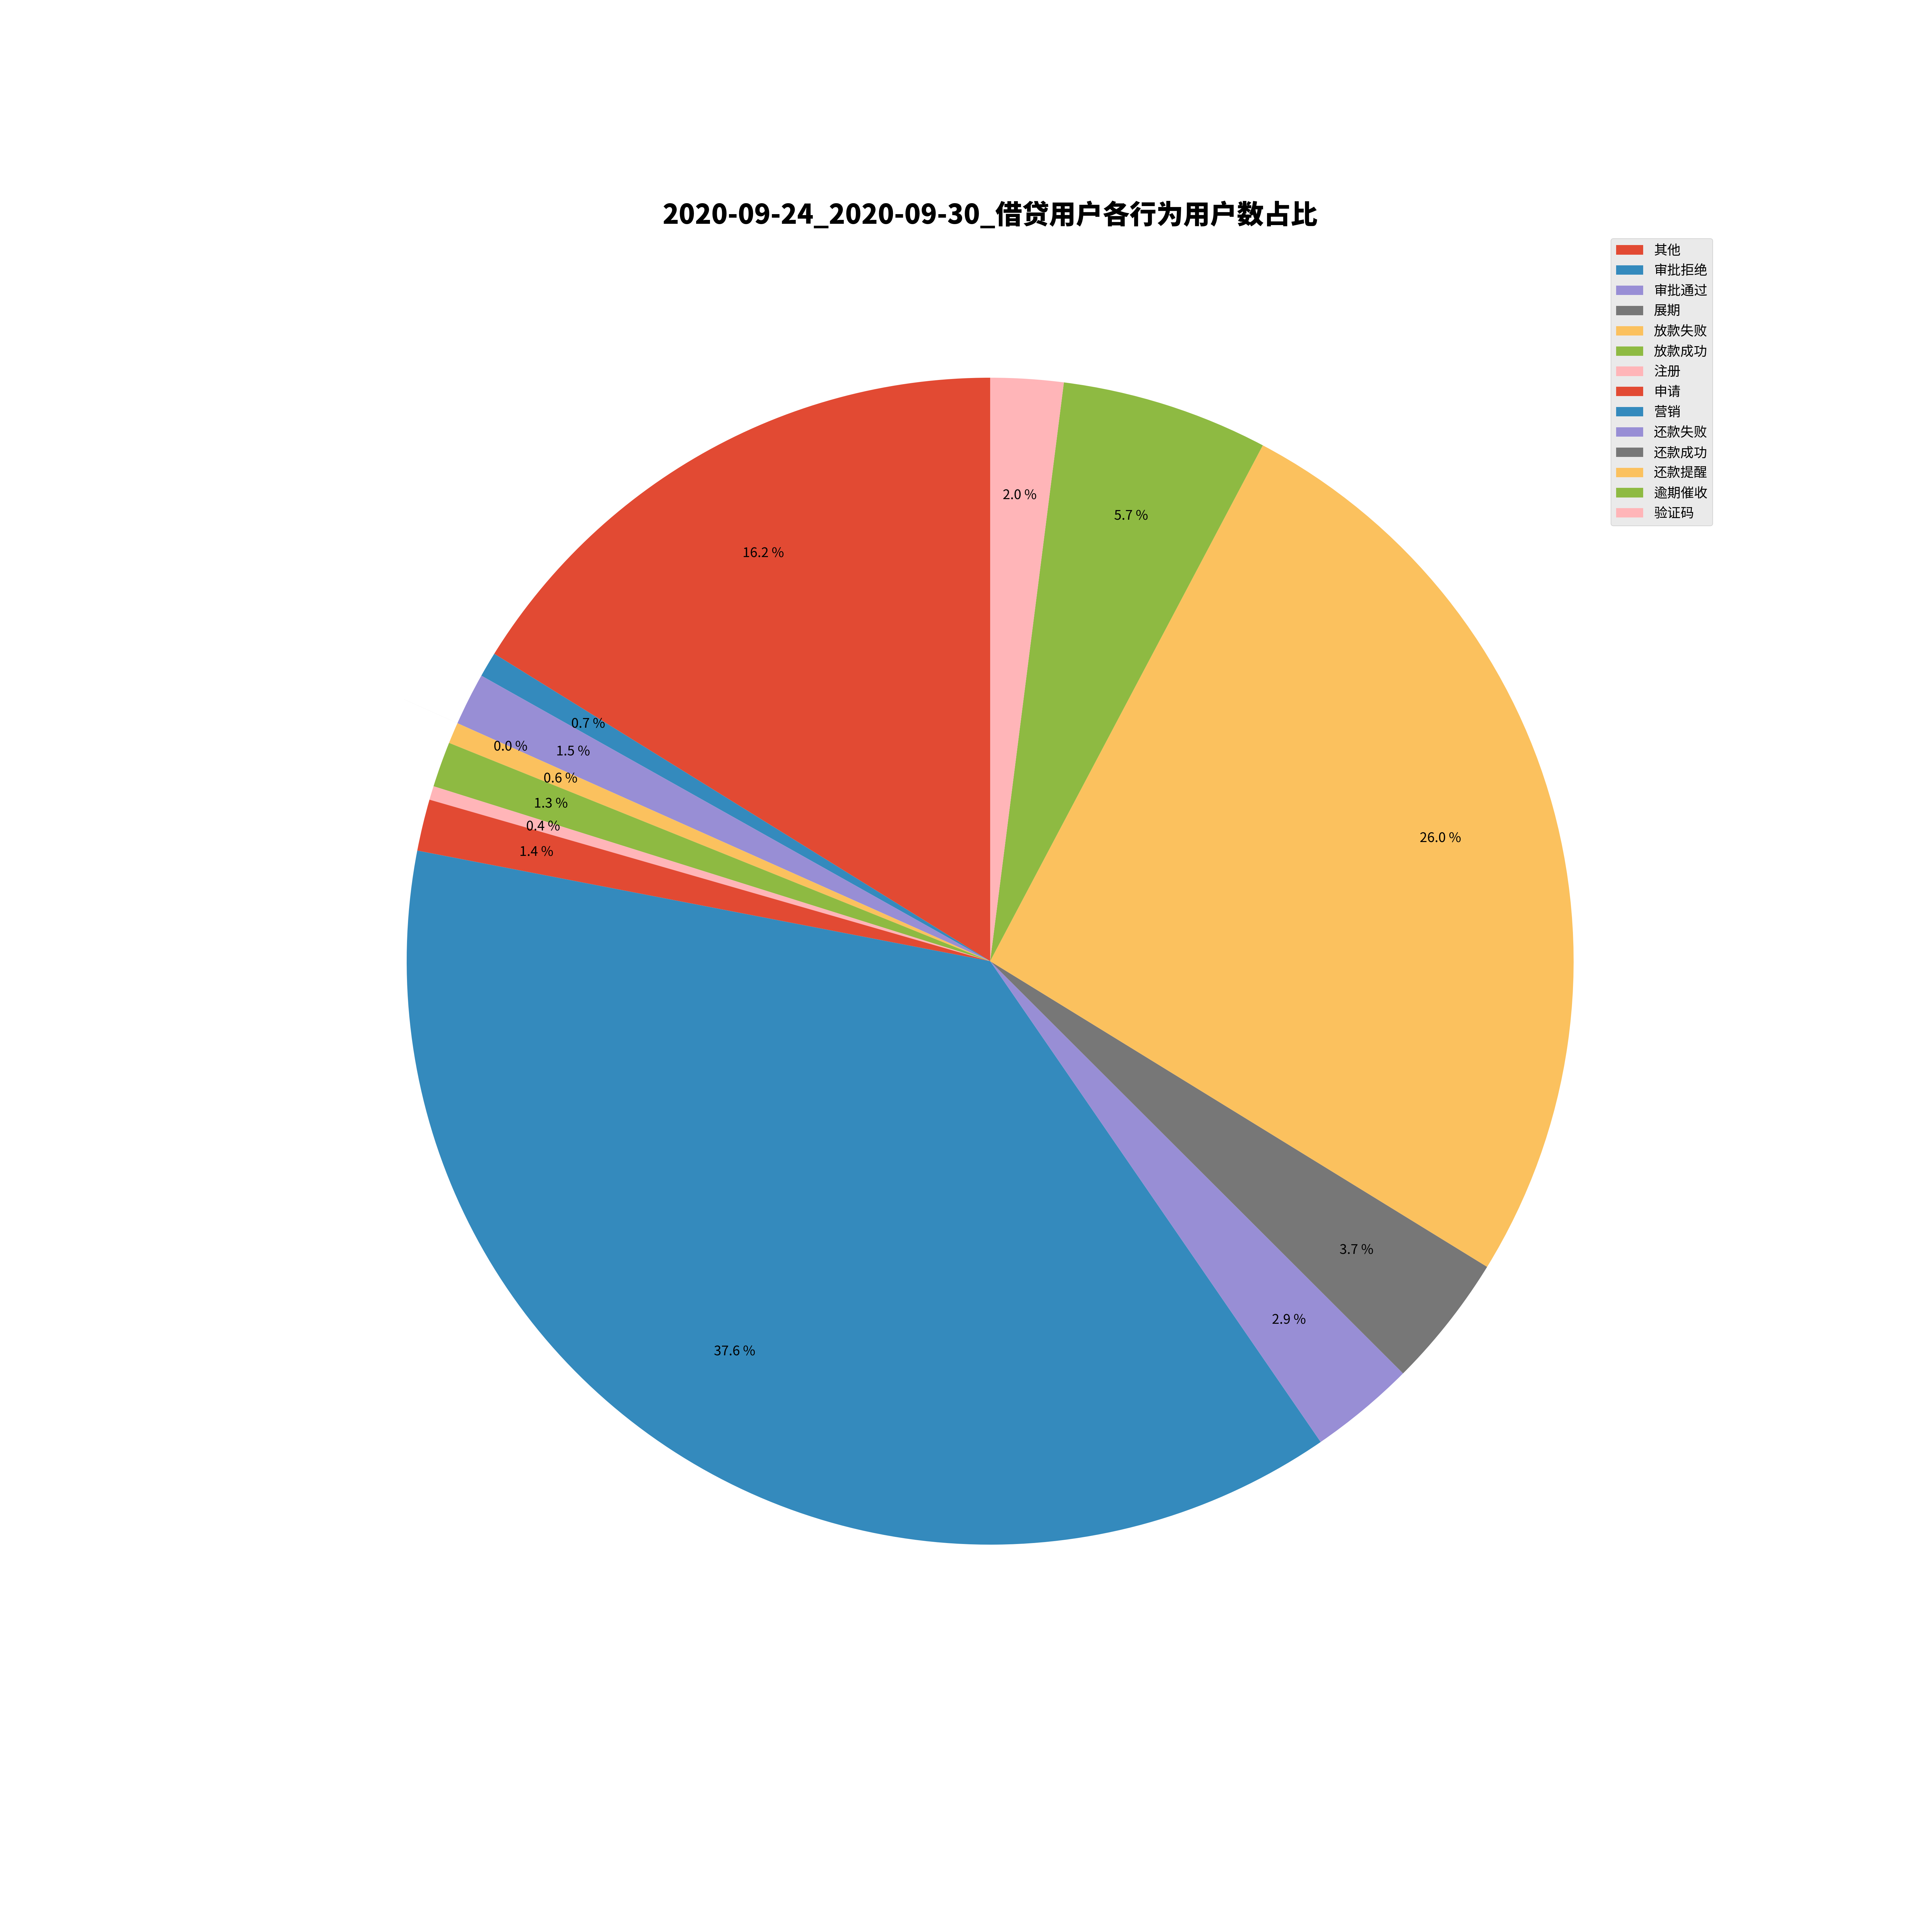 2020-09-24_2020-09-30_借贷用户各行为用户数占比
其他
审批拒绝
审批通过
展期
放款失败
放款成功
注册
申请
营销
还款失败
还款成功
还款提醒
逾期催收
验证码
2.0 %
5.7 %
16.2 %
0.7 %
0.0 %
1.5 %
0.6 %
1.3 %
0.4 %
26.0 %
1.4 %
3.7 %
2.9 %
37.6 %